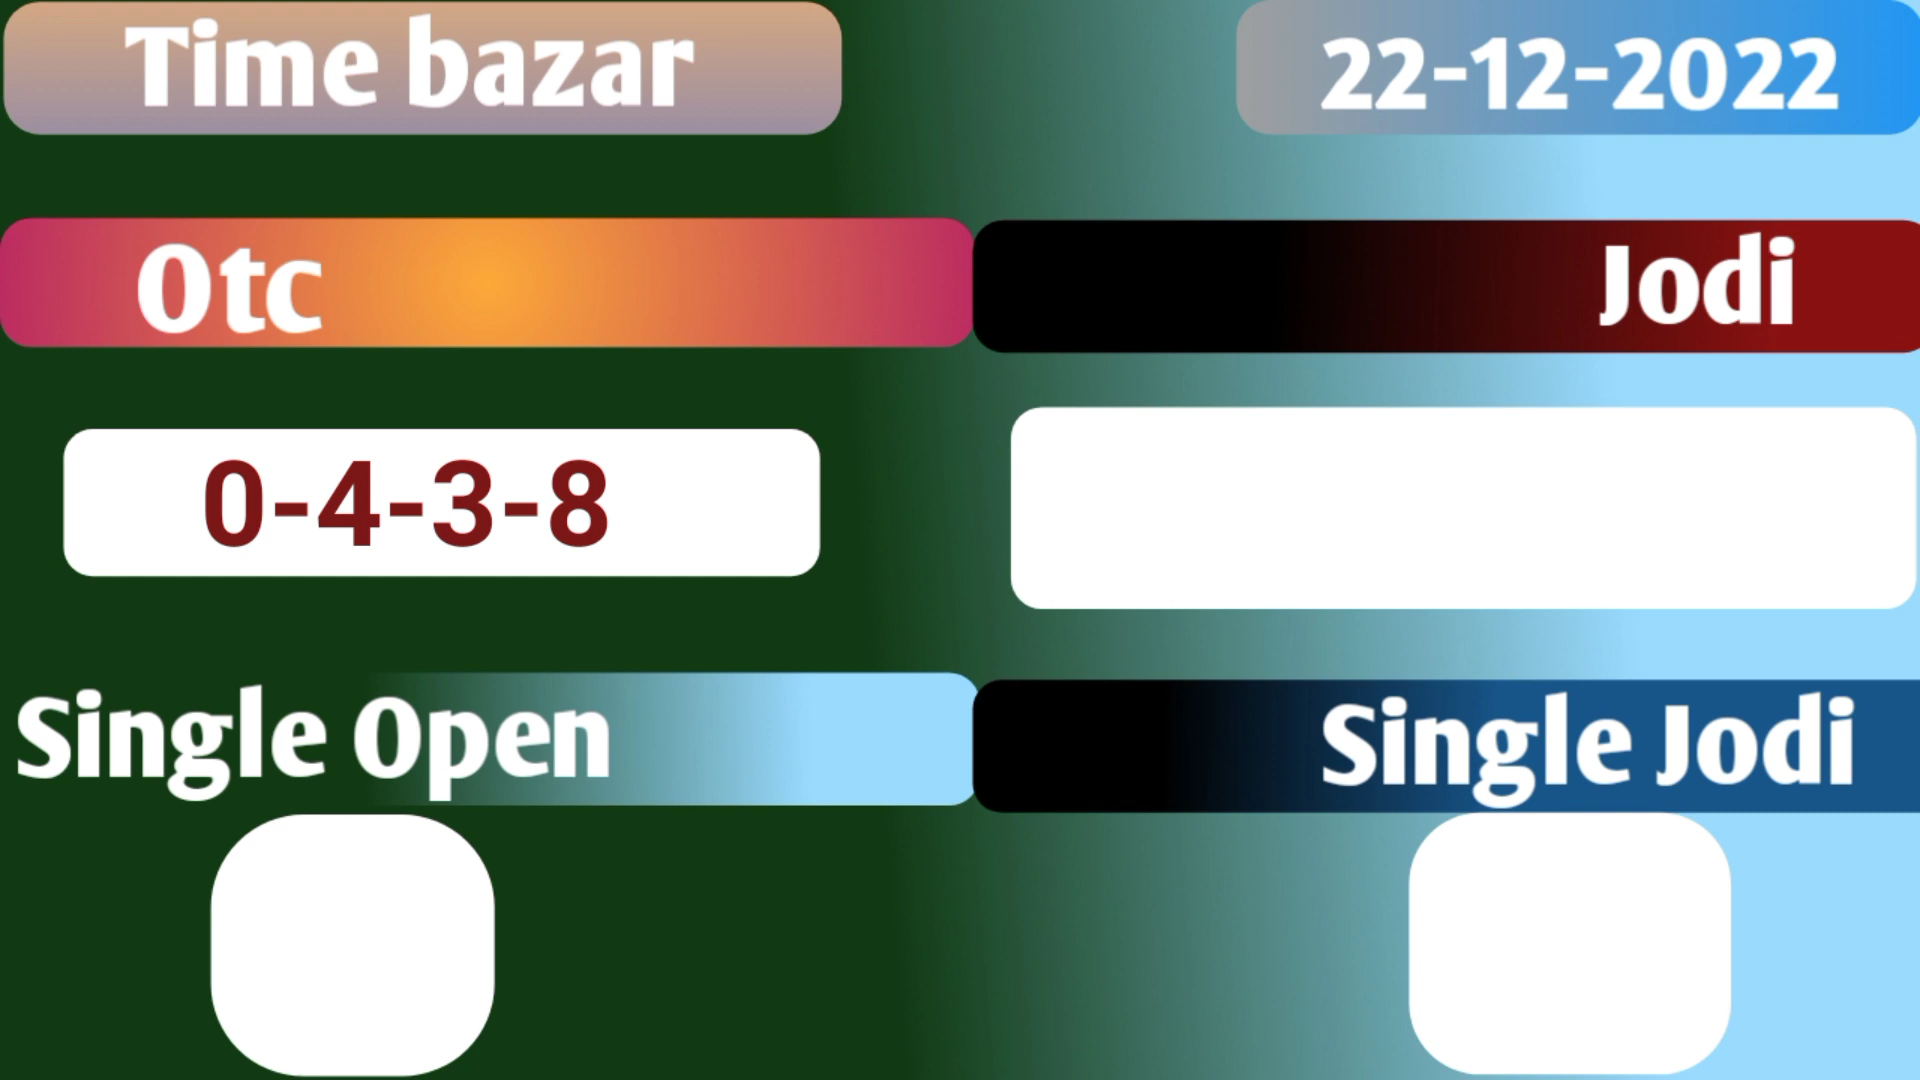 Time bazar
22-12-2022
Otc
Jodi
0-4-3-8
Single Open
Single Jodi